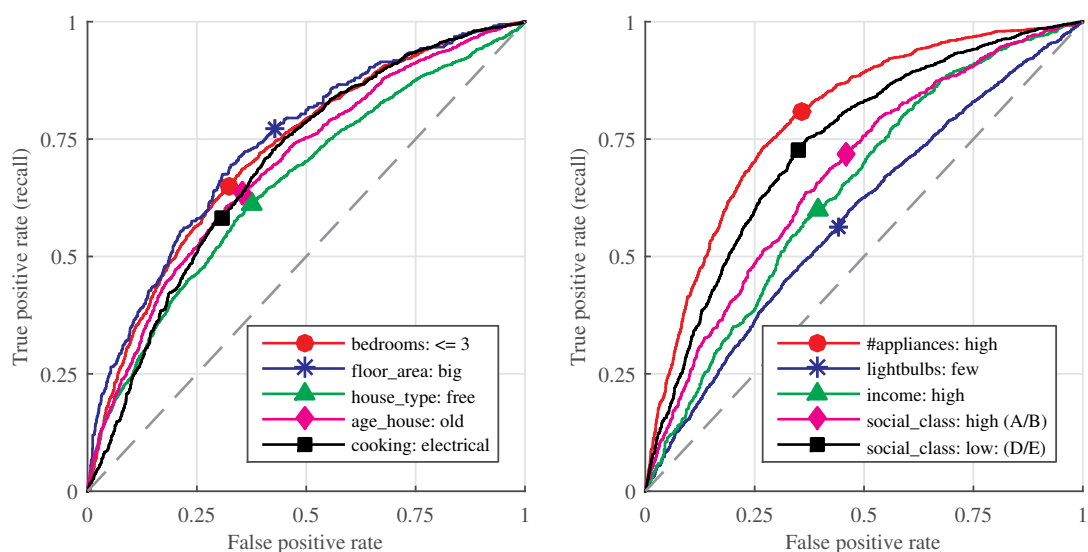 1
0.75
0.5
0.25
0
0
0.25
0.5
0.75
1
True positive rate (recall)
False positive rate
bedrooms: <= 3
floor_area: big
house_type: free
age_house: old
cooking: electrical
1
0.75
0.5
0.25
0
0
0.25
0.5
0.75
1
True positive rate (recall)
False positive rate
#appliances: high
lightbulbs: few
income: high
social_class: high (A/B)
social_class: low: (D/E)